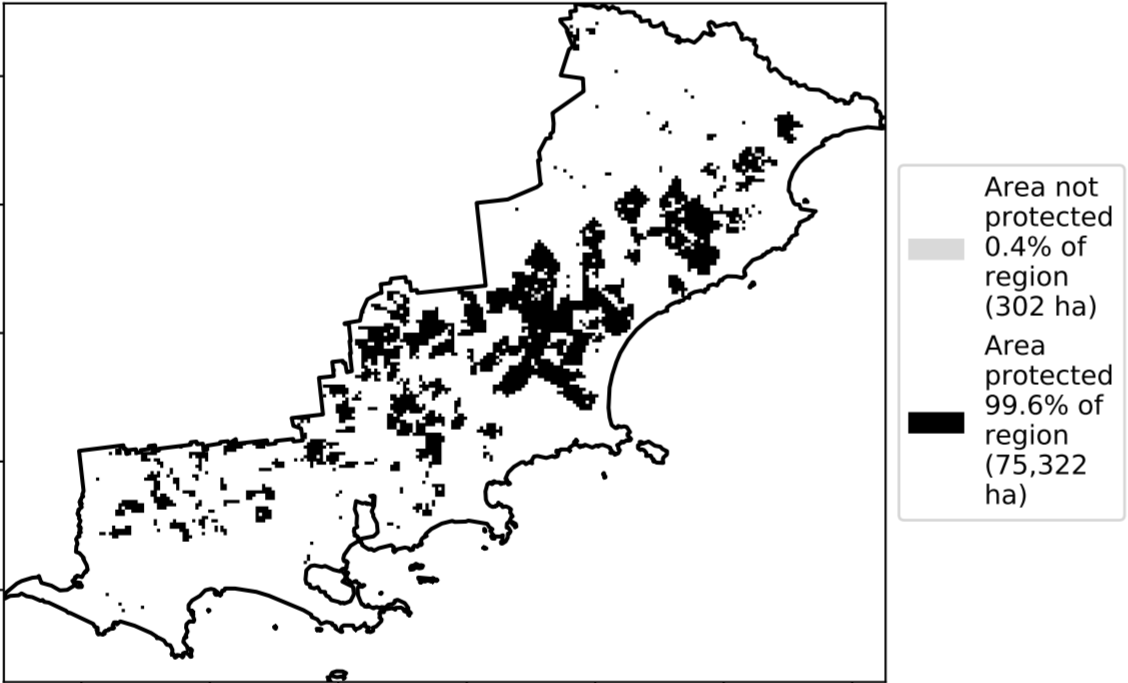 Area not
protected
0.4% of
region
(302 ha)
Area
protected
99.6% of
region
(75,322
ha)